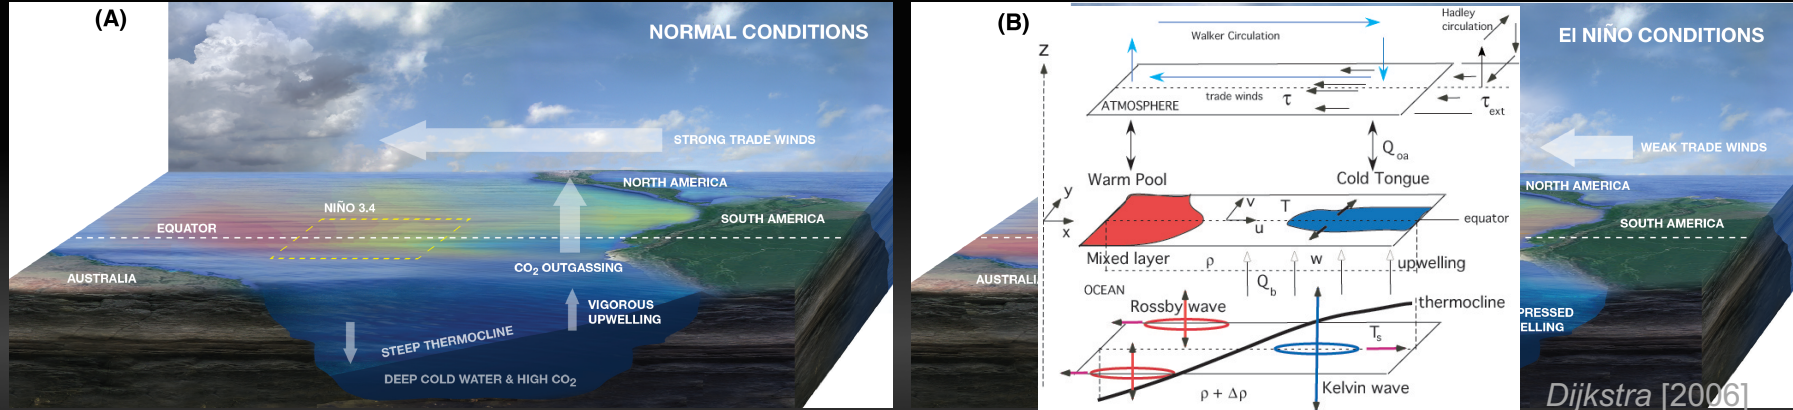 (A)
NORMAL CONDITIONS
STRONG TRADE WINDS
NORTH AMERICA
NIÑO 3.4
SOUTH AMERICA
EQUATOR
CO₂ OUTGASSING
AUSTRALIA
VIGOROUS
UPWELLING
STEEP THERMOCLINE
DEEP COLD WATER & HIGH CO₂
(B)
El NIÑO CONDITIONS
Hadley
circulation
Walker Circulation
z
trade winds
τ
ATMOSPHERE
τext
WEAK TRADE WINDS
Qoa
Warm Pool
Cold Tongue
NORTH AMERICA
y
v
T
x
u
equator
SOUTH AMERICA
Mixed layer
ρ
w
upwelling
AUSTRALI
Qb
OCEAN
Rossby wave
thermocline
PRESSED
ELLING
Ts
Kelvin wave
ρ + Δρ
Dijkstra [2006]